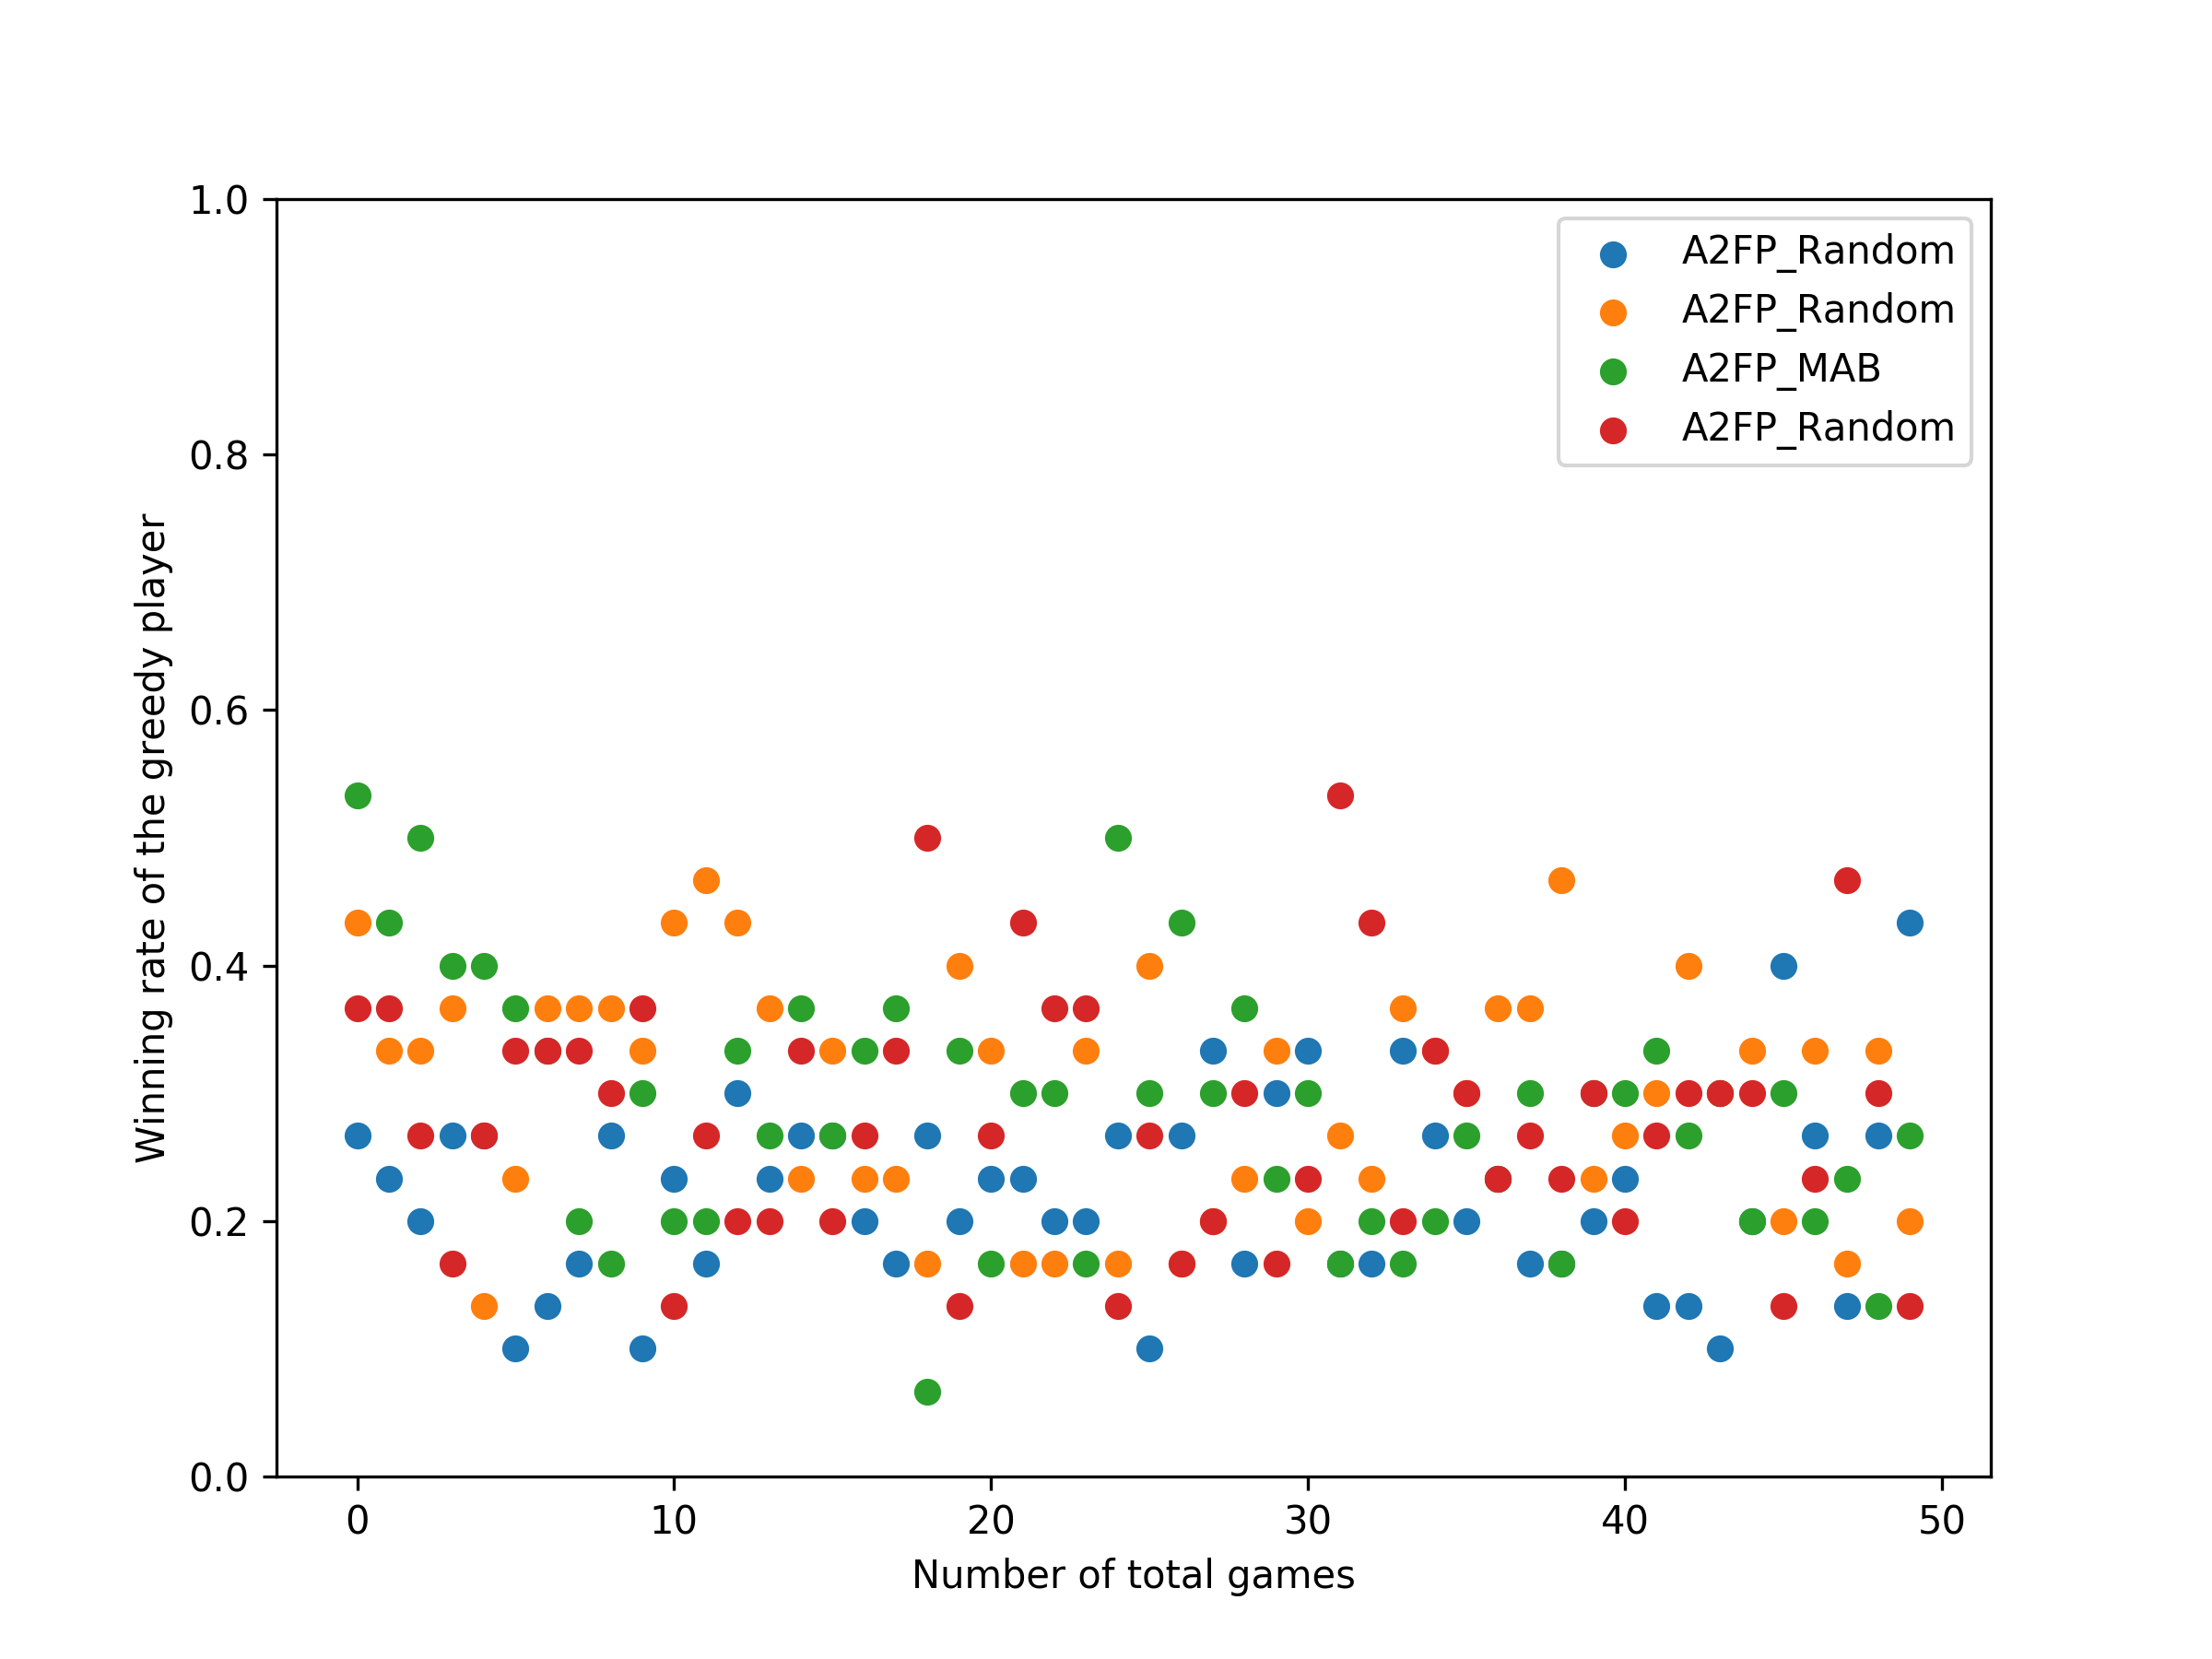 1.0
0.8
0.6
0.4
0.2
0.0
Winning rate of the greedy player
A2FP_Random
A2FP_Random
A2FP_MAB
A2FP_Random
0 10 20 30 40 50
Number of total games